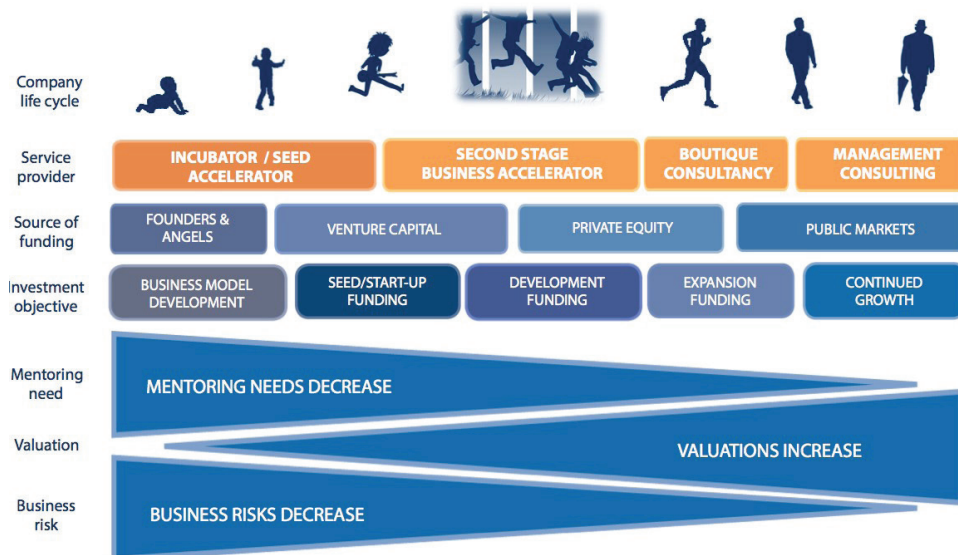 Company
life cycle
Service
provider
INCUBATOR / SEED
ACCELERATOR
SECOND STAGE
BUSINESS ACCELERATOR
BOUTIQUE
CONSULTANCY
MANAGEMENT
CONSULTING
Source of
funding
FOUNDERS &
ANGELS
VENTURE CAPITAL
PRIVATE EQUITY
PUBLIC MARKETS
Investment
objective
BUSINESS MODEL
DEVELOPMENT
SEED/START-UP
FUNDING
DEVELOPMENT
FUNDING
EXPANSION
FUNDING
CONTINUED
GROWTH
Mentoring
need
MENTORING NEEDS DECREASE
Valuation
VALUATIONS INCREASE
Business
risk
BUSINESS RISKS DECREASE